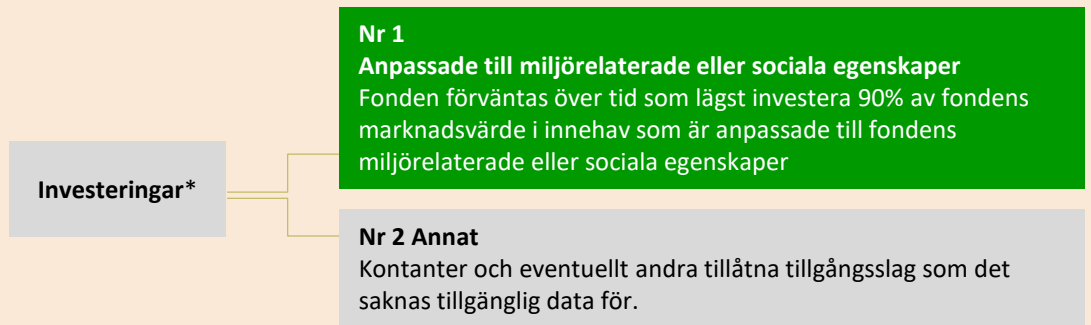 Nr 1
Anpassade till miljörelaterade eller sociala egenskaper
Fonden förväntas över tid som lägst investera 90% av fondens
marknadsvärde i innehav som är anpassade till fondens
miljörelaterade eller sociala egenskaper
Investeringar*
Nr 2 Annat
Kontanter och eventuellt andra tillåtna tillgångsslag som det
saknas tillgänglig data för.